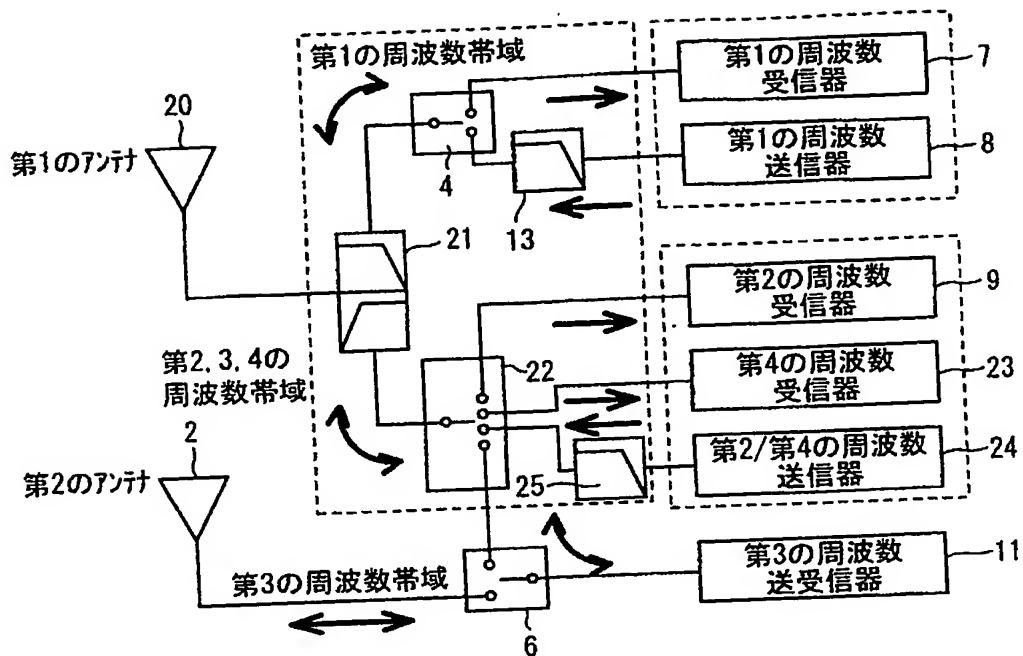 第1の周波数帯域
第1の周波数
受信器
7
20
第1のアンテナ
4
13
第1の周波数
送信器
8
21
第2の周波数
受信器
9
第2,3,4の
周波数帯域
22
第4の周波数
受信器
23
2
第2のアンテナ
25
第2/第4の周波数
送信器
24
第3の周波数帯域
6
第3の周波数
送受信器
11